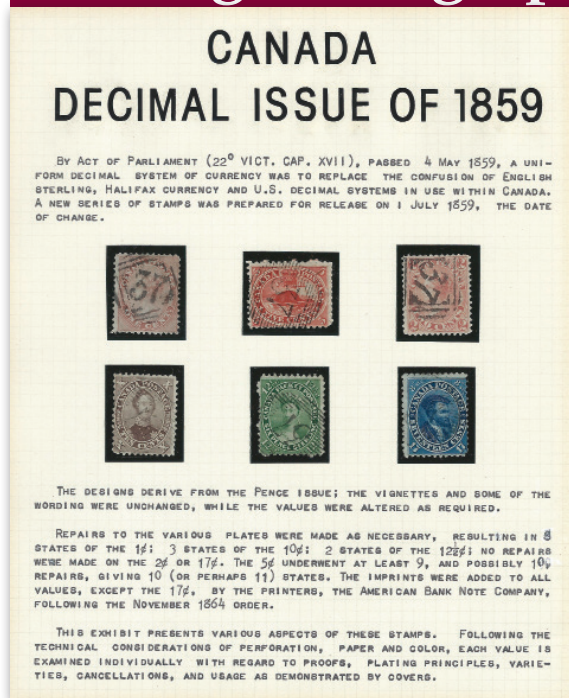 CANADA
DECIMAL ISSUE OF 1859
BY ACT OF PARLIAMENT (22° VICT. CAP. XVII), PASSED 4 MAY 1859, A UNI-
FORM DECIMAL SYSTEM OF CURRENCY WAS TO REPLACE THE CONFUSION OF ENGLISH
STERLING, HALIFAX CURRENCY AND U.S. DECIMAL SYSTEMS IN USE WITHIN CANADA.
A NEW SERIES OF STAMPS WAS PREPARED FOR RELEASE ON 1 JULY 1859, THE DATE
OF CHANGE.
37
37
CANADA POSTAGE
TEN CENTS
CANADA POSTAGE
THE DESIGNS DERIVE FROM THE PENCE ISSUE; THE VIGNETTES AND SOME OF THE
WORDING WERE UNCHANGED, WHILE THE VALUES WERE ALTERED AS REQUIRED.
REPAIRS TO THE VARIOUS PLATES WERE MADE AS NECESSARY, RESULTING IN
STATES OF THE 1¢; 3 STATES OF THE 10¢; 2 STATES OF THE 12½¢; NO REPAIRS
WERE MADE ON THE 2¢ OR 17¢. THE 5¢ UNDERWENT AT LEAST 9, AND POSSIBLY 10,
REPAIRS, GIVING 10 (OR PERHAPS 11) STATES. THE IMPRINTS WERE ADDED TO ALL
VALUES, EXCEPT THE 17¢, BY THE PRINTERS, THE AMERICAN BANK NOTE COMPANY,
FOLLOWING THE NOVEMBER 1864 ORDER.
THIS EXHIBIT PRESENTS VARIOUS ASPECTS OF THESE STAMPS. FOLLOWING THE
TECHNICAL CONSIDERATIONS OF PERFORATION, PAPER AND COLOR, EACH VALUE IS
EXAMINED INDIVIDUALLY WITH REGARD TO PROOFS, PLATING PRINCIPLES, VARIE-
TIES, CANCELLATIONS, AND USAGE AS DEMONSTRATED BY COVERS.